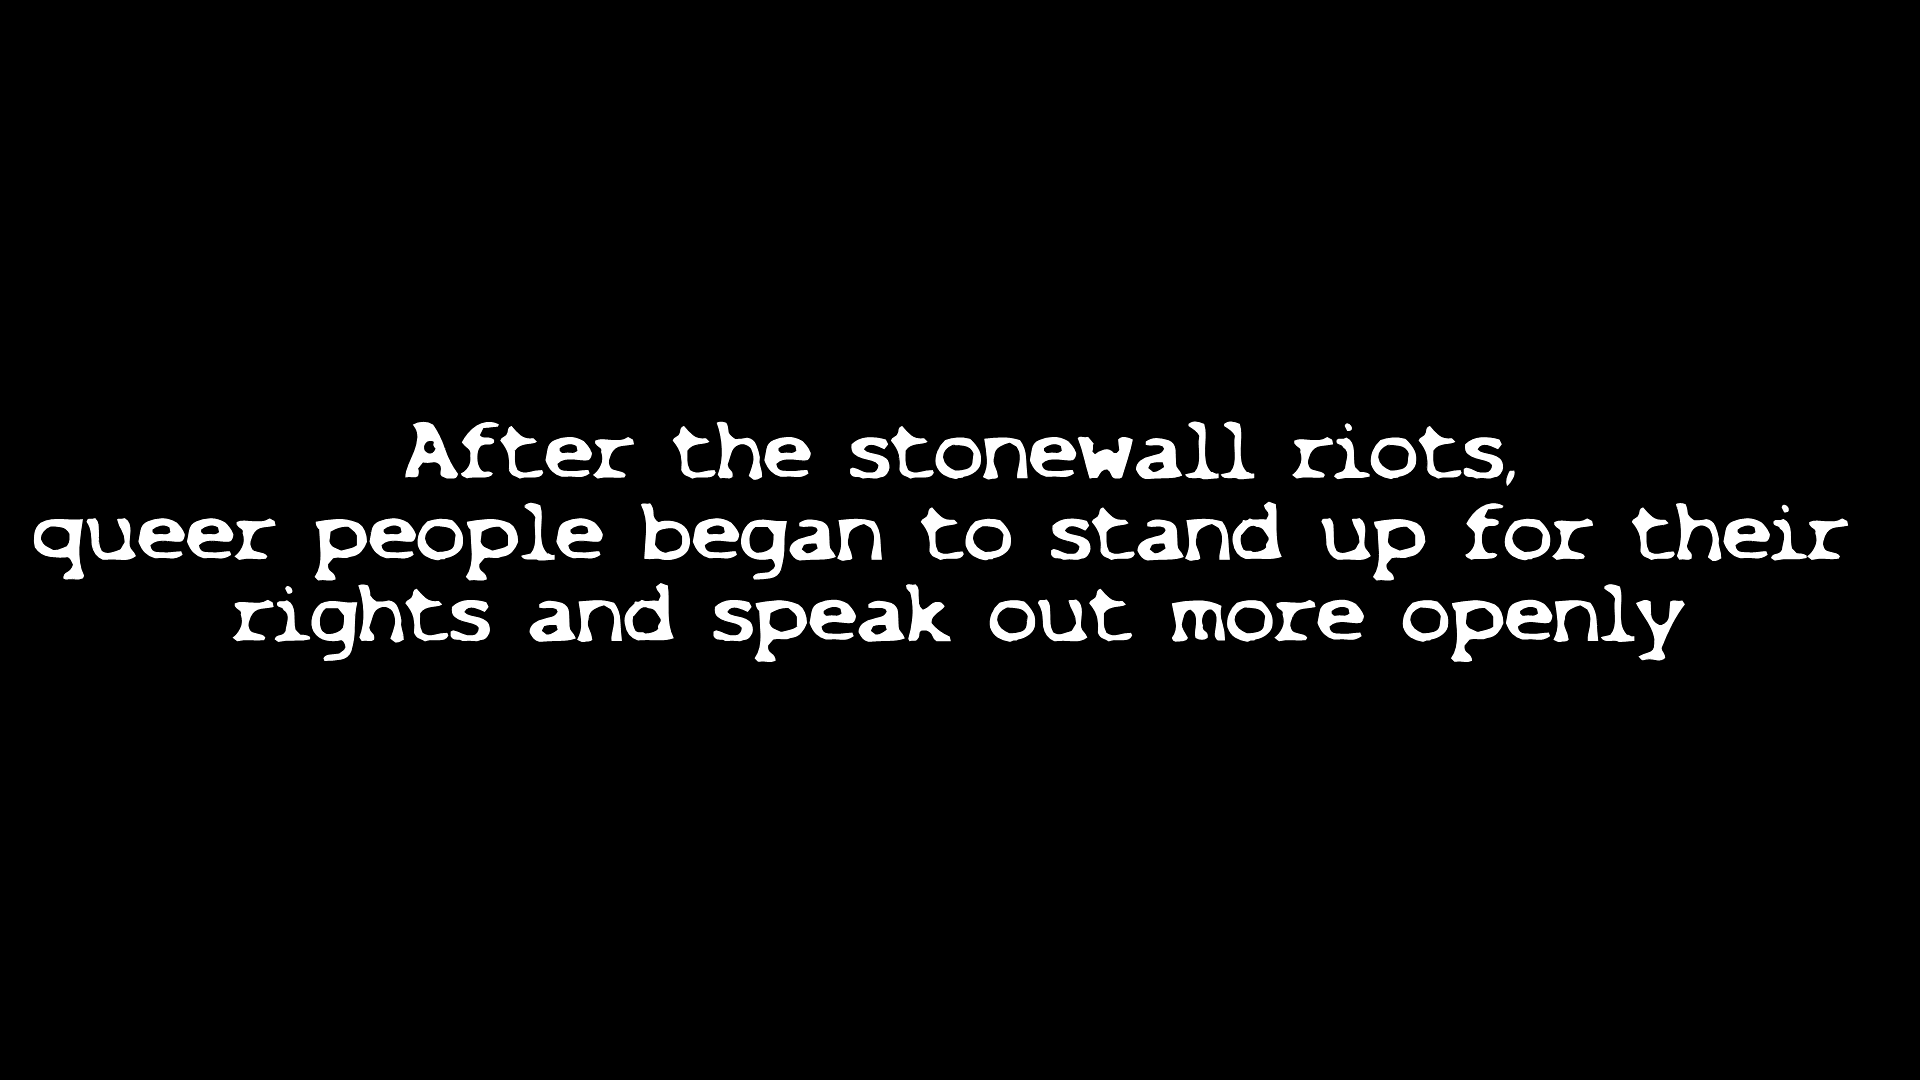 After the stonewall riots,
queer people began to stand up for their
rights and speak out more openly